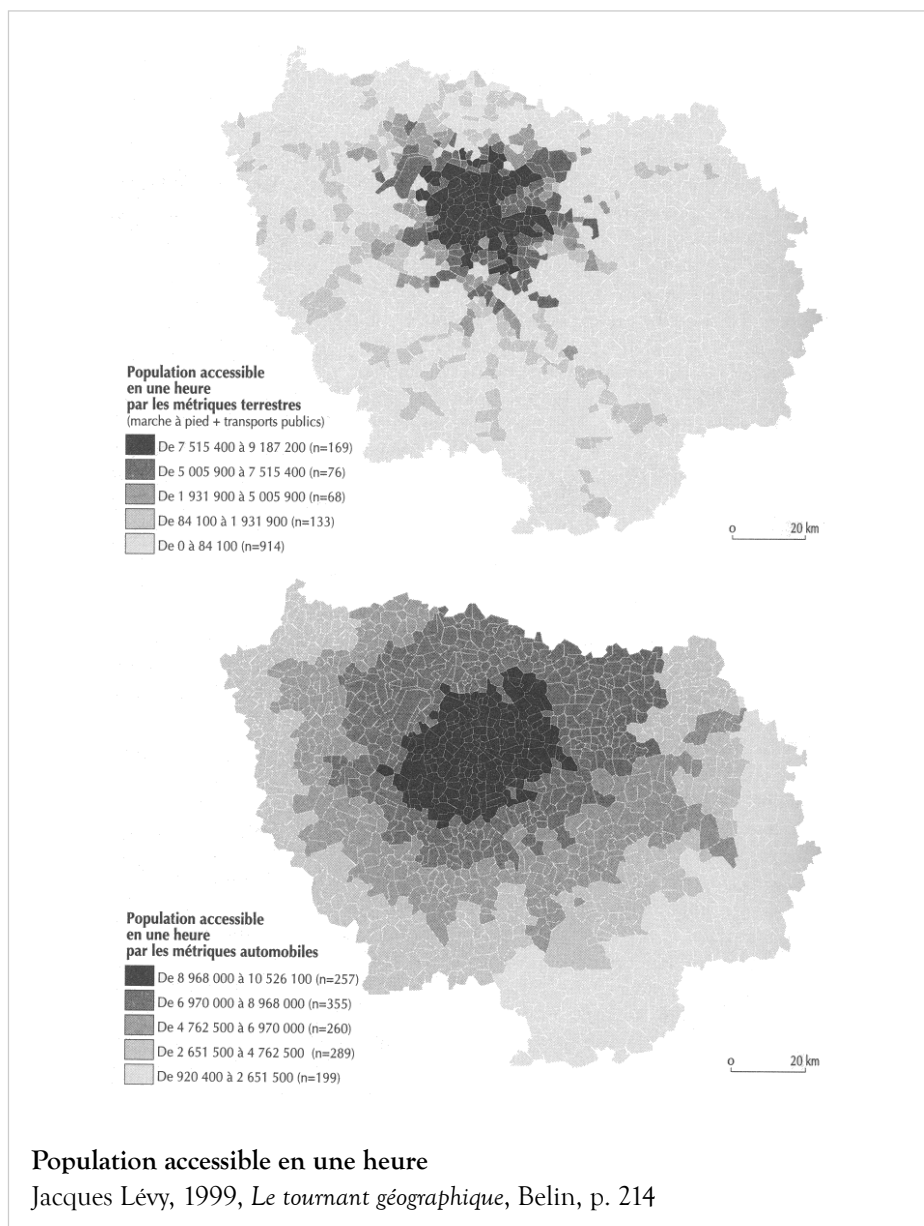 Population accessible
en une heure
par les métriques terrestres
(marche à pied + transports publics)
De 7 515 400 à 9 187 200 (n=169)
De 5 005 900 à 7 515 400 (n=76)
De 1 931 900 à 5 005 900 (n=68)
De 84 100 à 1 931 900 (n=133)
De 0 à 84 100 (n=914)
0 20 km
Population accessible
en une heure
par les métriques automobiles
De 8 968 000 à 10 526 100 (n=257)
De 6 970 000 à 8 968 000 (n=355)
De 4 762 500 à 6 970 000 (n=260)
De 2 651 500 à 4 762 500 (n=289)
De 920 400 à 2 651 500 (n=199)
0 20 km
Population accessible en une heure
Jacques Lévy, 1999, Le tournant géographique, Belin, p. 214